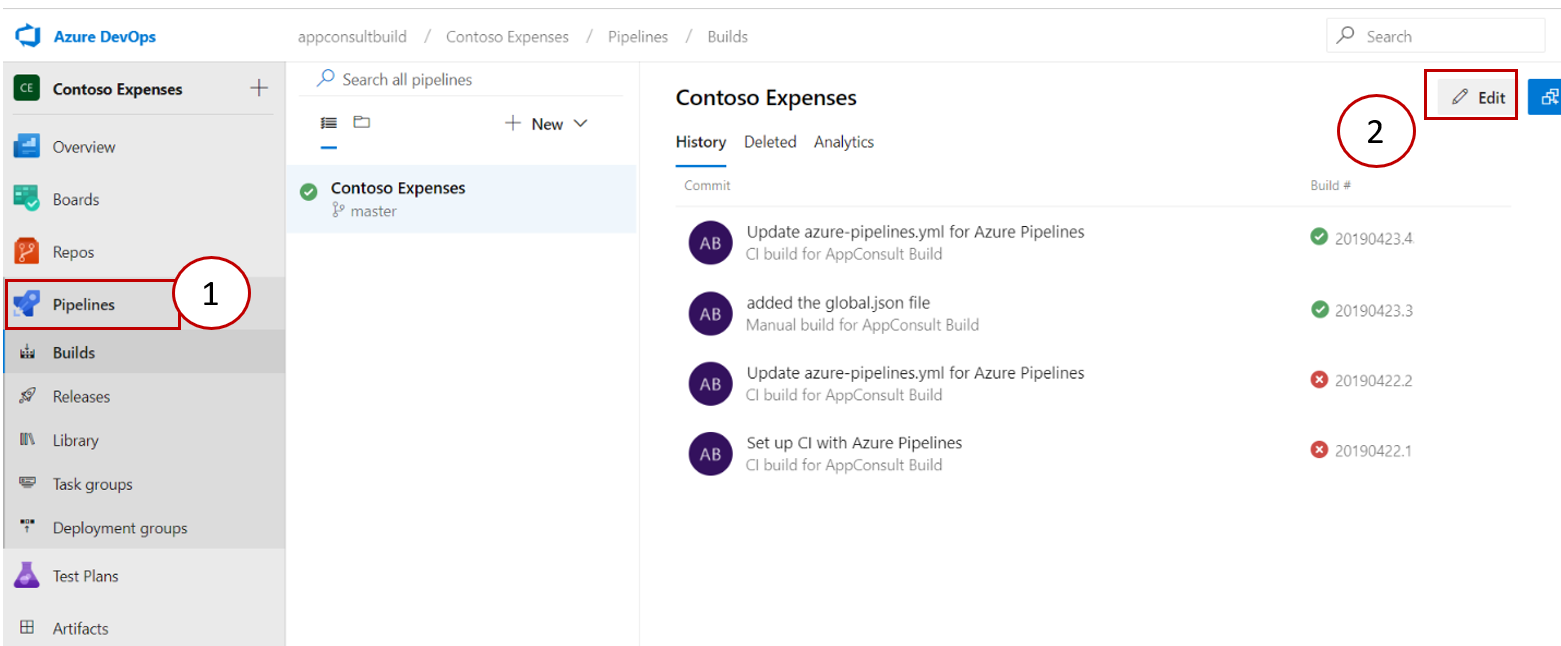 Azure DevOps
appconsultbuild / Contoso Expenses / Pipelines / Builds
Search
CE Contoso Expenses
Overview
Boards
Repos
Pipelines
1
Builds
Releases
Library
Task groups
Deployment groups
Test Plans
Artifacts
Search all pipelines
New
Contoso Expenses
master
Contoso Expenses
2
Edit
History Deleted Analytics
Commit Build #
AB Update azure-pipelines.yml for Azure Pipelines 20190423.4
CI build for AppConsult Build
AB added the global.json file 20190423.3
Manual build for AppConsult Build
AB Update azure-pipelines.yml for Azure Pipelines 20190422.2
CI build for AppConsult Build
AB Set up CI with Azure Pipelines 20190422.1
CI build for AppConsult Build